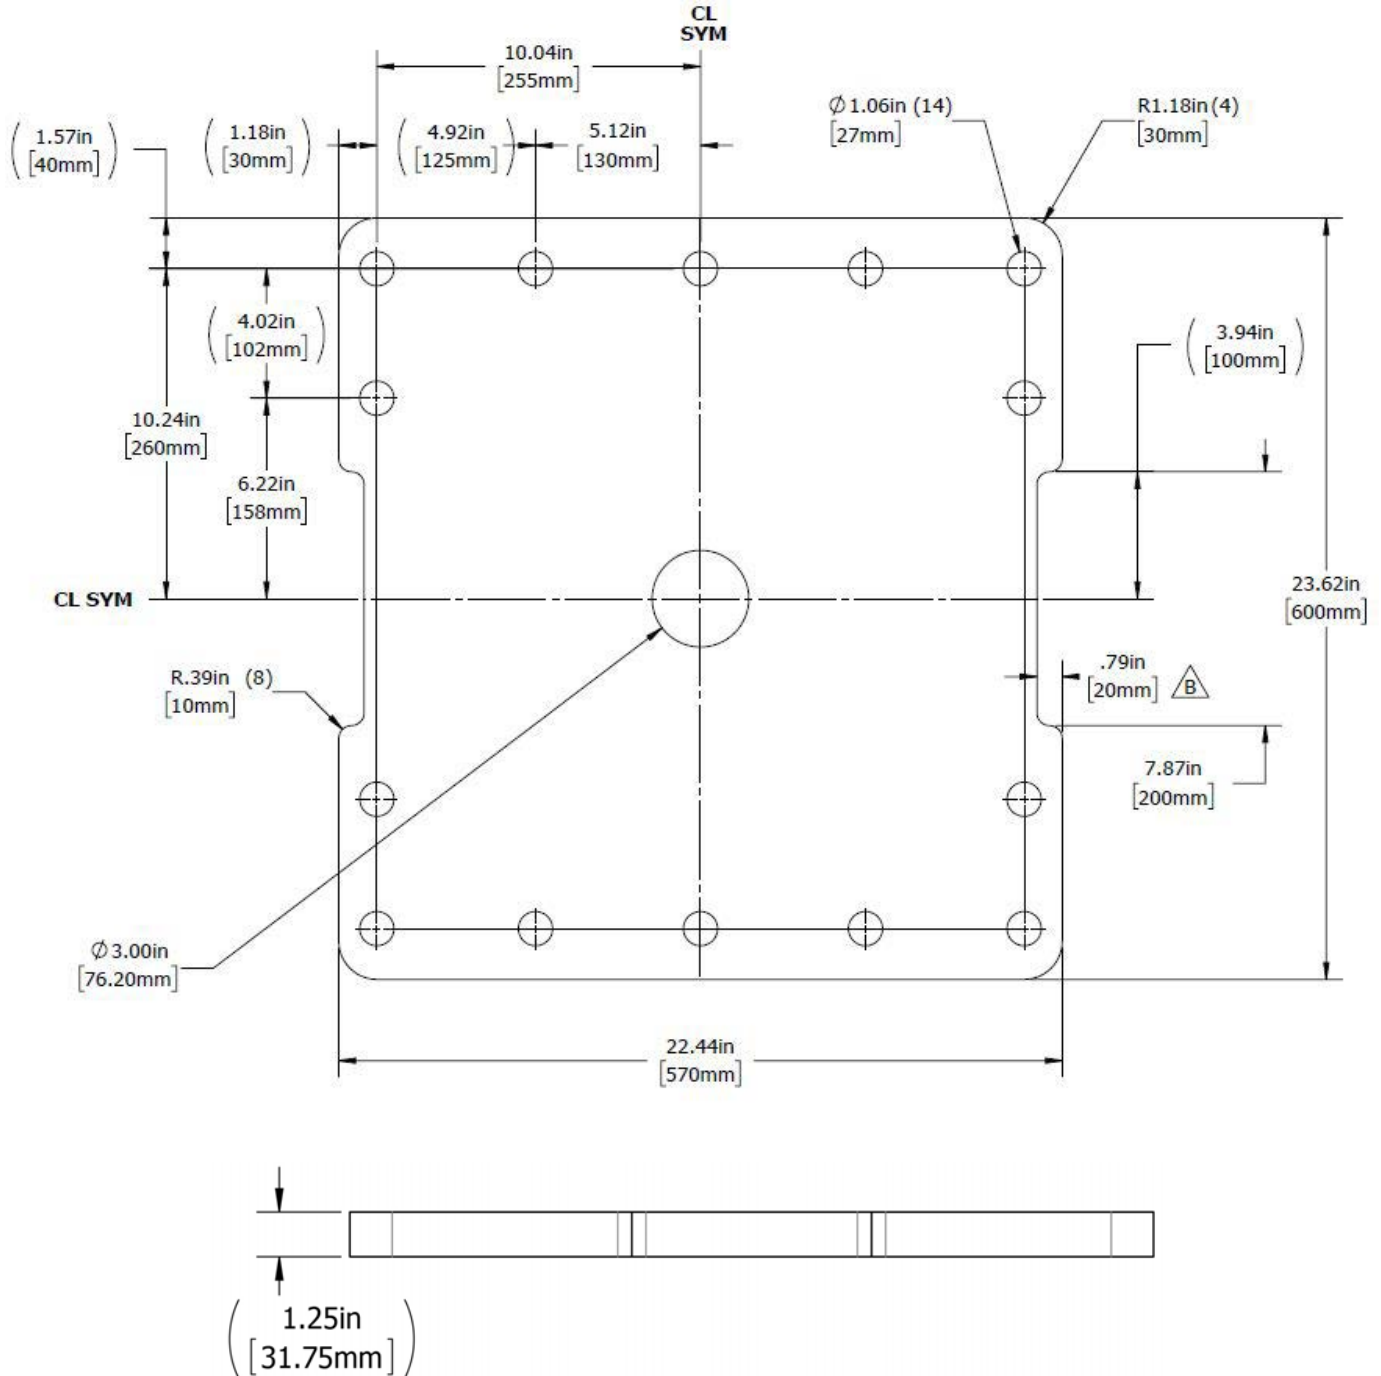 CL
SYM
10.04in
[255mm]
(1.57in
[40mm])
(1.18in
[30mm])
(4.92in
[125mm])
5.12in
[130mm]
Ø1.06in (14)
[27mm]
R1.18in(4)
[30mm]
(4.02in
[102mm])
(3.94in
[100mm])
10.24in
[260mm]
6.22in
[158mm]
CL SYM
23.62in
[600mm]
R.39in (8)
[10mm]
.79in
[20mm] B
7.87in
[200mm]
Ø3.00in
[76.20mm]
22.44in
[570mm]
(1.25in
[31.75mm])